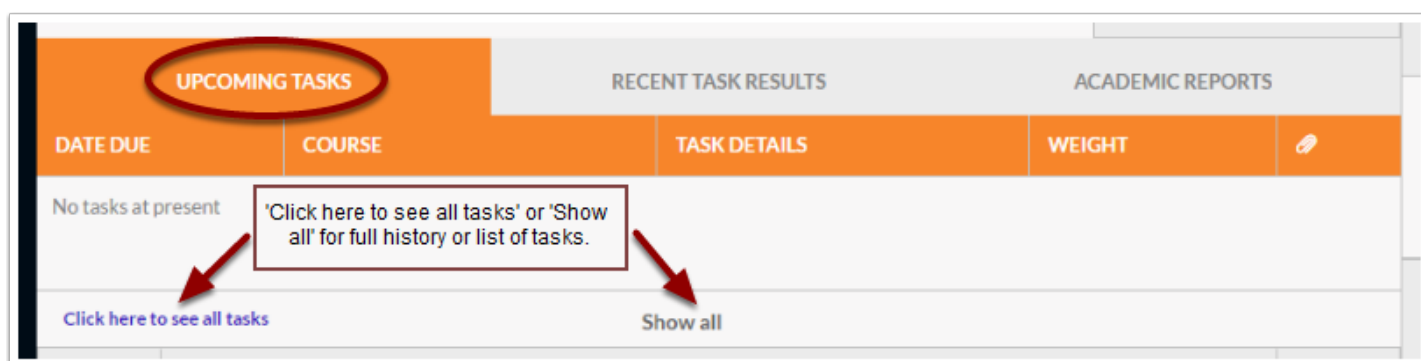 UPCOMING TASKS RECENT TASK RESULTS ACADEMIC REPORTS
DATE DUE COURSE TASK DETAILS WEIGHT
No tasks at present
'Click here to see all tasks' or 'Show
all' for full history or list of tasks.
Click here to see all tasks Show all